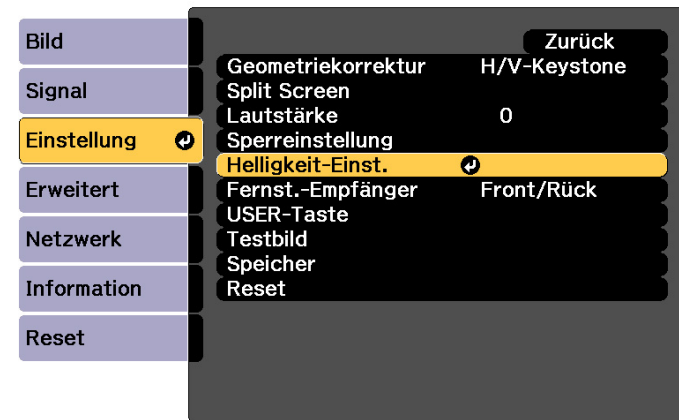 Bild
Signal
Einstellung
Erweitert
Netzwerk
Information
Reset
Zurück
Geometriekorrektur H/V-Keystone
Split Screen
Lautstärke 0
Sperreinstellung
Helligkeit-Einst.
Fernst.-Empfänger Front/Rück
USER-Taste
Testbild
Speicher
Reset